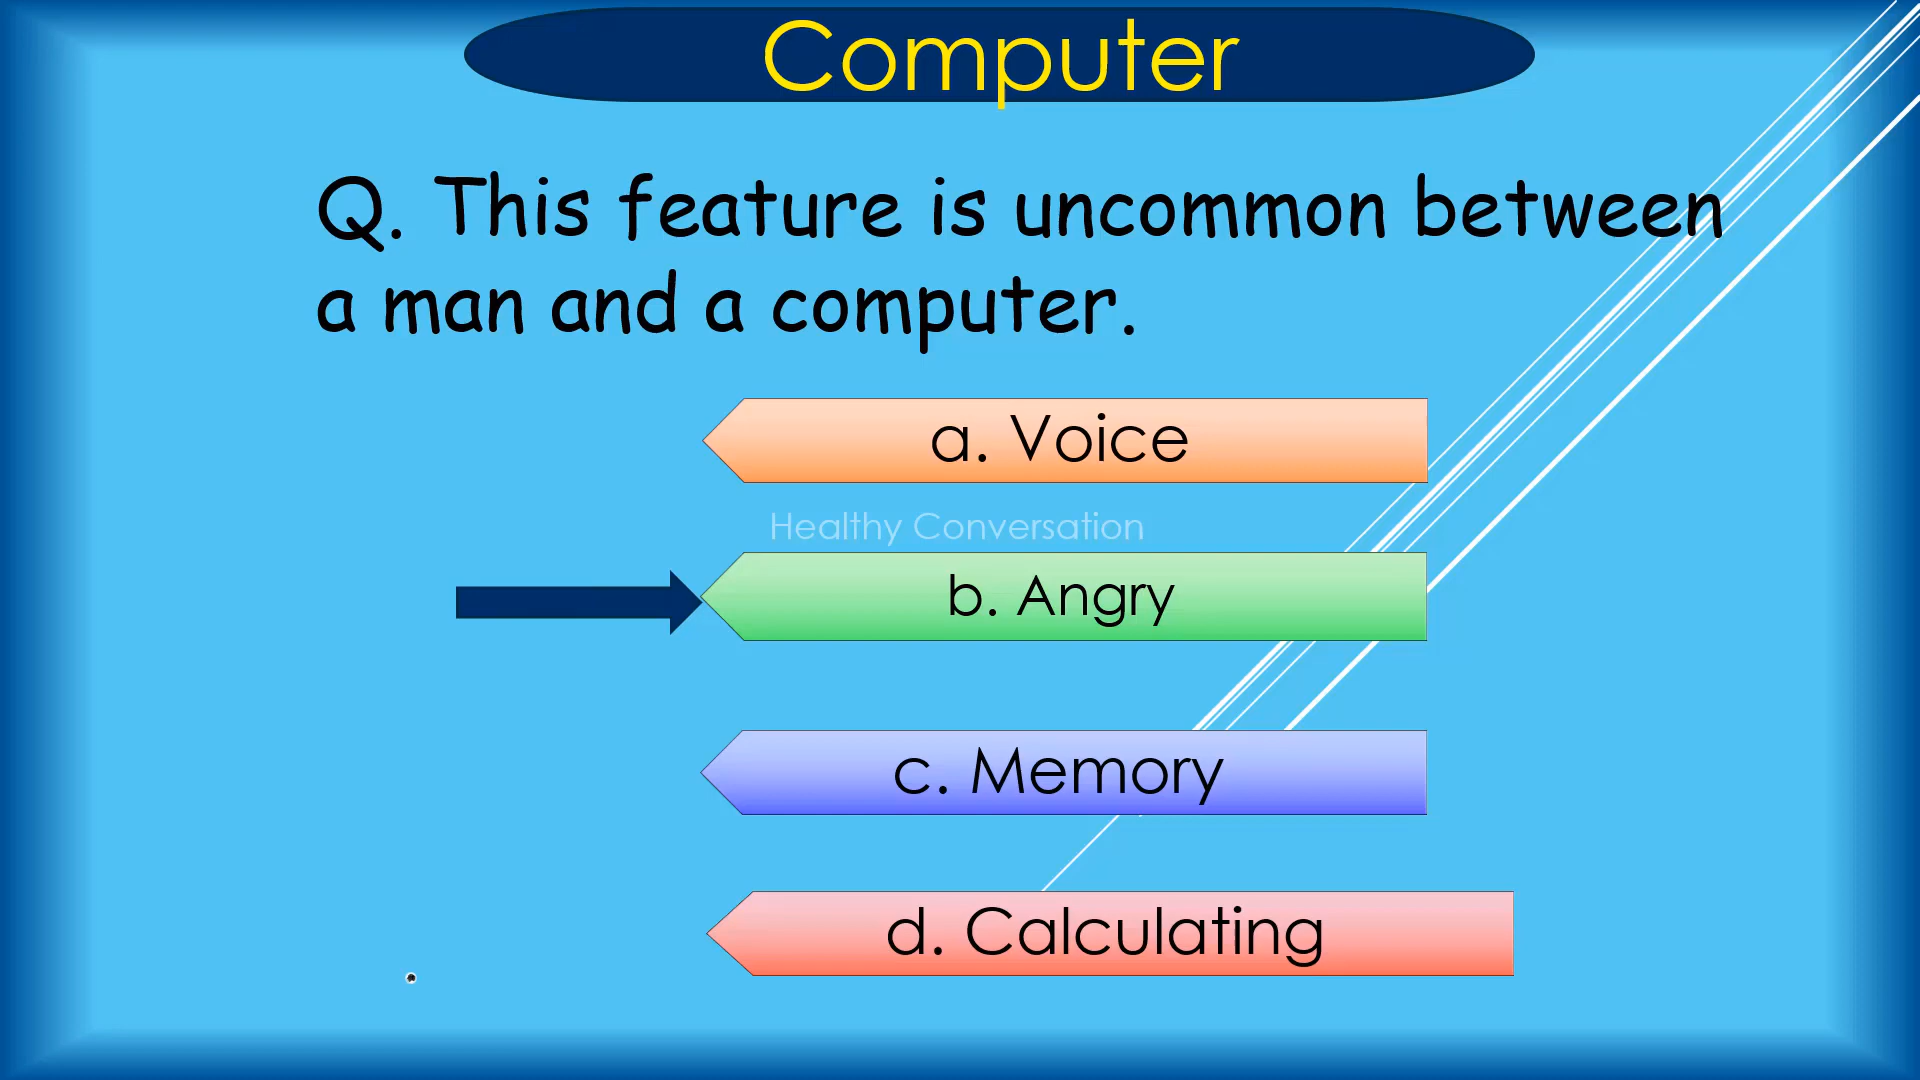 Computer
Q. This feature is uncommon between
a man and a computer.
a. Voice
Healthy Conversation
b. Angry
c. Memory
d. Calculating